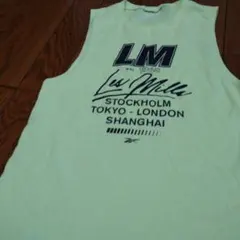 LM
Les Mills
STOCKHOLM
TOKYO - LONDON
SHANGHAI